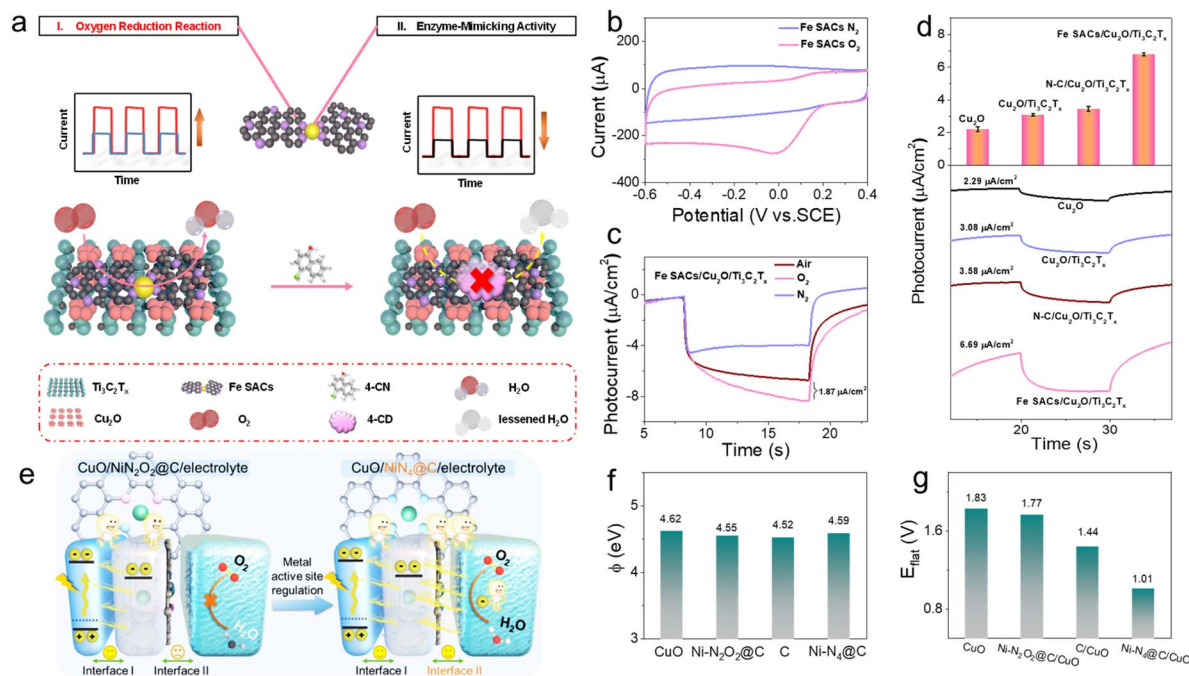 a
I. Oxygen Reduction Reaction
II. Enzyme-Mimicking Activity
Current
Time
Current
Time
Ti₃C₂Tₓ
Fe SACs
4-CN
H₂O
Cu₂O
O₂
4-CD
lessened H₂O
b
Fe SACs N₂
Fe SACs O₂
Current (μA)
200
0
-200
-400
-0.6
-0.4
-0.2
0.0
0.2
0.4
Potential (V vs.SCE)
c
Fe SACs/Cu₂O/Ti₃C₂Tₓ
Air
O₂
N₂
1.87 μA/cm²
Photocurrent (μA/cm²)
0
-4
-8
5
10
15
20
Time (s)
d
Photocurrent (μA/cm²)
8
6
4
2
0
Cu₂O
Cu₂O/Ti₃C₂Tₓ
N-C/Cu₂O/Ti₃C₂Tₓ
Fe SACs/Cu₂O/Ti₃C₂Tₓ
2.29 μA/cm²
Cu₂O
3.08 μA/cm²
Cu₂O/Ti₃C₂Tₓ
3.58 μA/cm²
N-C/Cu₂O/Ti₃C₂Tₓ
6.69 μA/cm²
Fe SACs/Cu₂O/Ti₃C₂Tₓ
20
30
Time (s)
e
CuO/NiN₂O₂@C/electrolyte
CuO/NiN₄@C/electrolyte
O₂
H₂O
Metal
active site
regulation
O₂
H₂O
Interface I
Interface II
Interface I
Interface II
f
ϕ (eV)
5
4
4.62
4.55
4.52
4.59
CuO
Ni-N₂O₂@C
C
Ni-N₄@C
g
E_flat (V)
1.6
0.8
1.83
1.77
1.44
1.01
CuO
Ni-N₂O₂@C/CuO
C/CuO
Ni-N₄@C/CuO